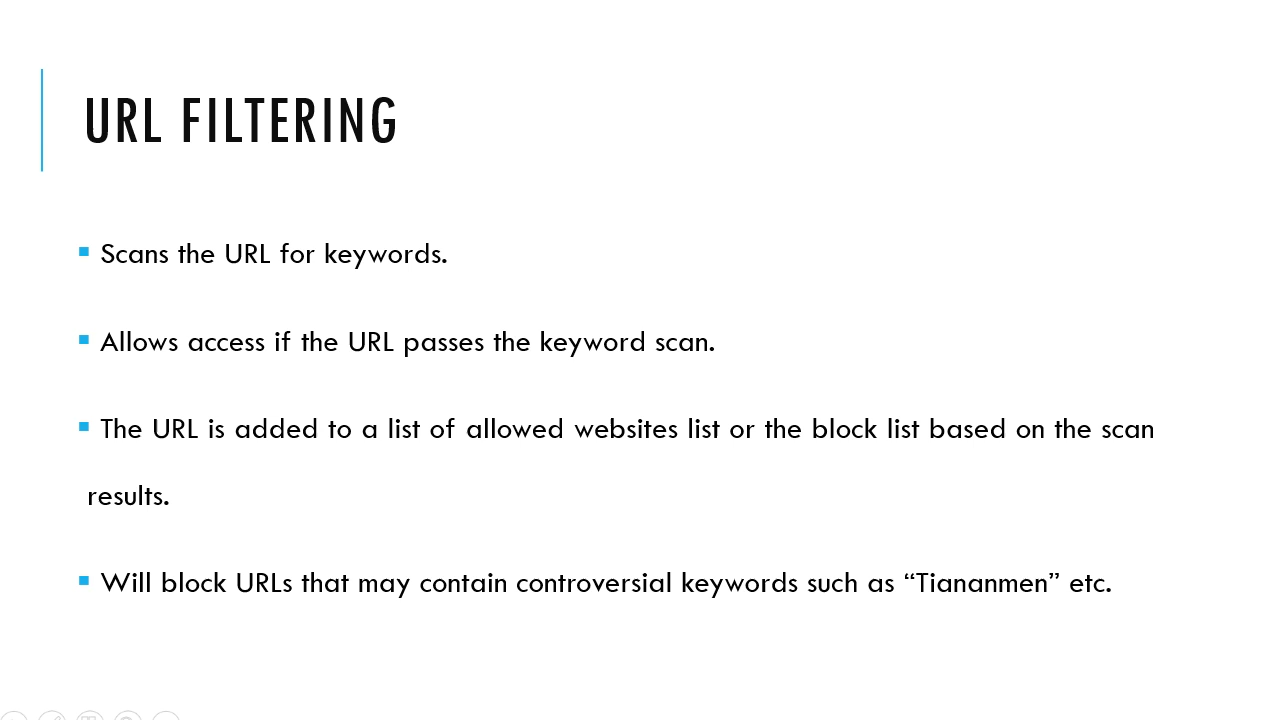 URL FILTERING
Scans the URL for keywords.
Allows access if the URL passes the keyword scan.
The URL is added to a list of allowed websites list or the block list based on the scan
results.
Will block URLs that may contain controversial keywords such as “Tiananmen” etc.